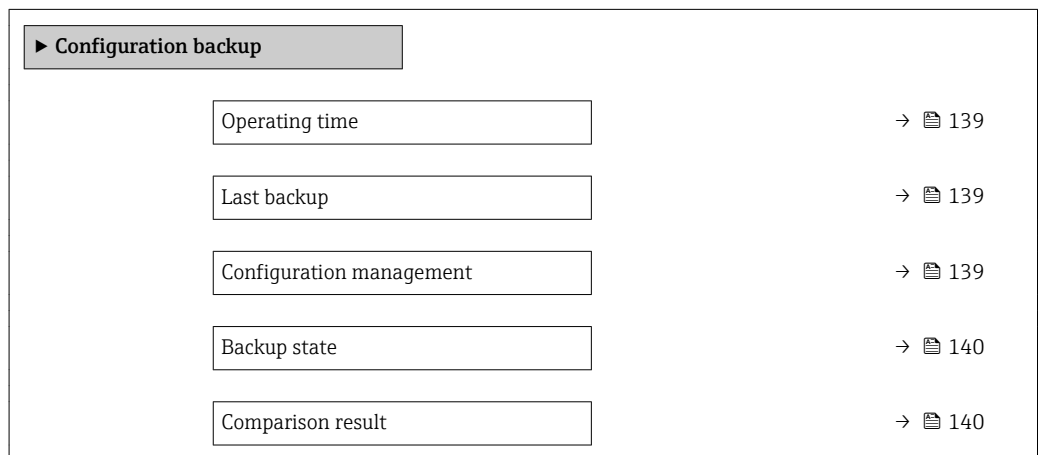 ▶ Configuration backup
Operating time → 139
Last backup → 139
Configuration management → 139
Backup state → 140
Comparison result → 140